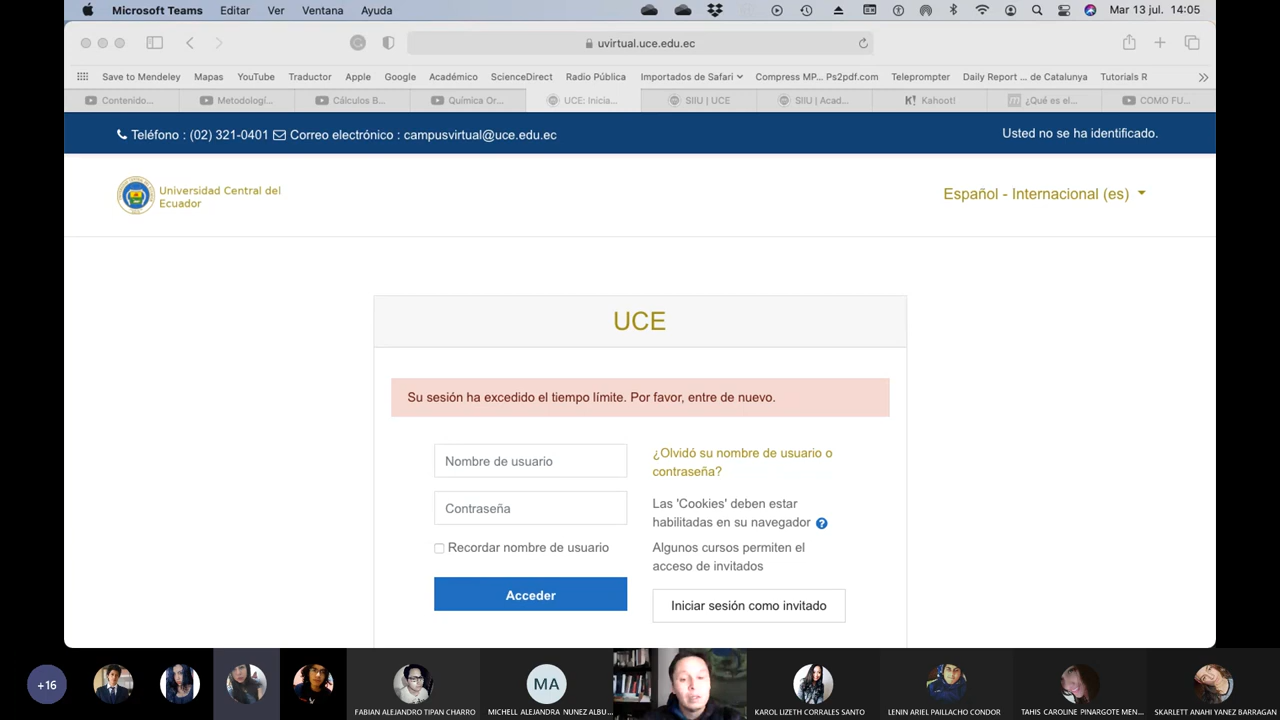 Microsoft Teams Editar Ver Ventana Ayuda Mar 13 jul. 14:05
uvirtual.uce.edu.ec
Save to Mendeley Mapas YouTube Traductor Apple Google Académico ScienceDirect Radio Pública Importados de Safari Compress MP... Ps2pdf.com Teleprompter Daily Report ... de Catalunya Tutorials R
Contenido... Metodologí... Cálculos B... Química Or... UCE: Inicia... SIIU | UCE SIIU | Acad... Kahoot! ¿Qué es el... COMO FU...
Teléfono : (02) 321-0401 Correo electrónico : campusvirtual@uce.edu.ec Usted no se ha identificado.
Universidad Central del
Ecuador
Español - Internacional (es)
UCE
Su sesión ha excedido el tiempo límite. Por favor, entre de nuevo.
Nombre de usuario
Contraseña
Recordar nombre de usuario
Acceder
¿Olvidó su nombre de usuario o
contraseña?
Las 'Cookies' deben estar
habilitadas en su navegador ?
Algunos cursos permiten el
acceso de invitados
Iniciar sesión como invitado
+16
MA
FABIAN ALEJANDRO TIPAN CHARRO MICHELL ALEJANDRA NUNEZ ALBU... KAROL LIZETH CORRALES SANTO LENIN ARIEL PAILLACHO CONDOR TAHIS CAROLINE PINARGOTE MEN... SKARLETT ANAHI YANEZ BARRAGAN